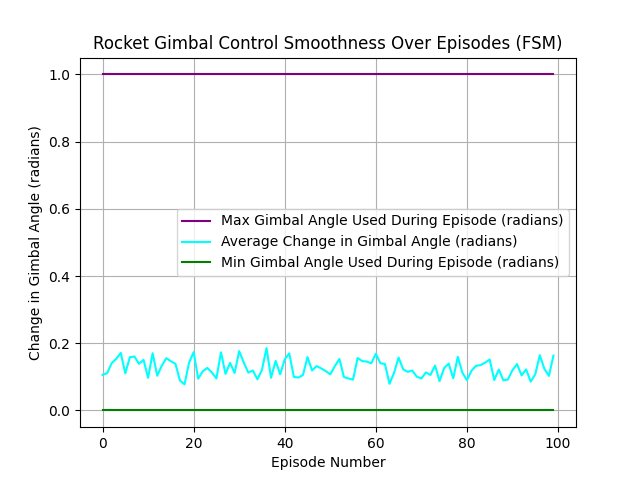 Rocket Gimbal Control Smoothness Over Episodes (FSM)
Change in Gimbal Angle (radians)
1.0
0.8
0.6
0.4
0.2
0.0
Max Gimbal Angle Used During Episode (radians)
Average Change in Gimbal Angle (radians)
Min Gimbal Angle Used During Episode (radians)
0 20 40 60 80 100
Episode Number